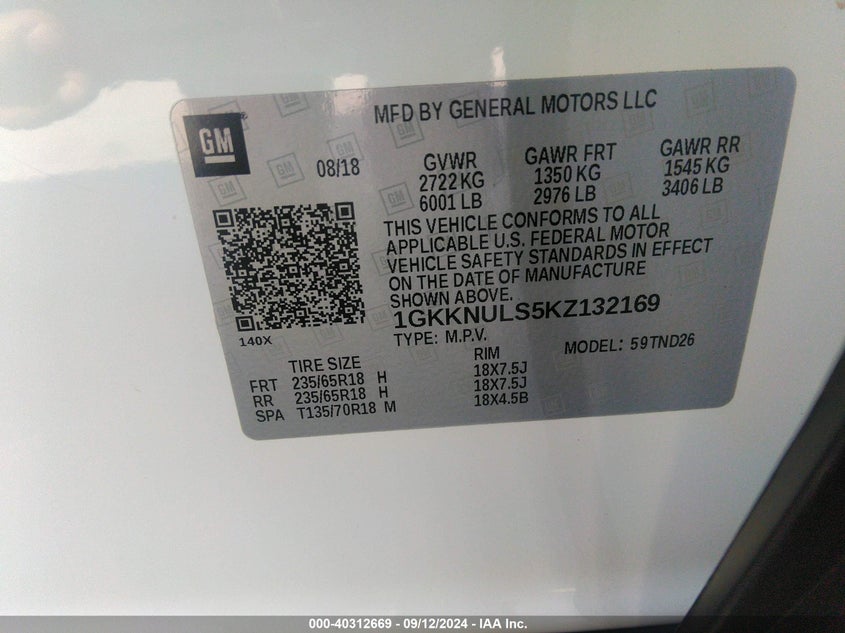 MFD BY GENERAL MOTORS LLC
GM
08/18
GVWR GAWR FRT GAWR RR
2722 KG 1350 KG 1545 KG
6001 LB 2976 LB 3406 LB
THIS VEHICLE CONFORMS TO ALL
APPLICABLE U.S. FEDERAL MOTOR
VEHICLE SAFETY STANDARDS IN EFFECT
ON THE DATE OF MANUFACTURE
SHOWN ABOVE.
1GKKNULS5KZ132169
140X
TYPE: M.P.V. MODEL: 59TND26
TIRE SIZE RIM
FRT 235/65R18 H 18X7.5J
RR 235/65R18 H 18X7.5J
SPA T135/70R18 M 18X4.5B
000-40312669 - 09/12/2024 - IAA Inc.